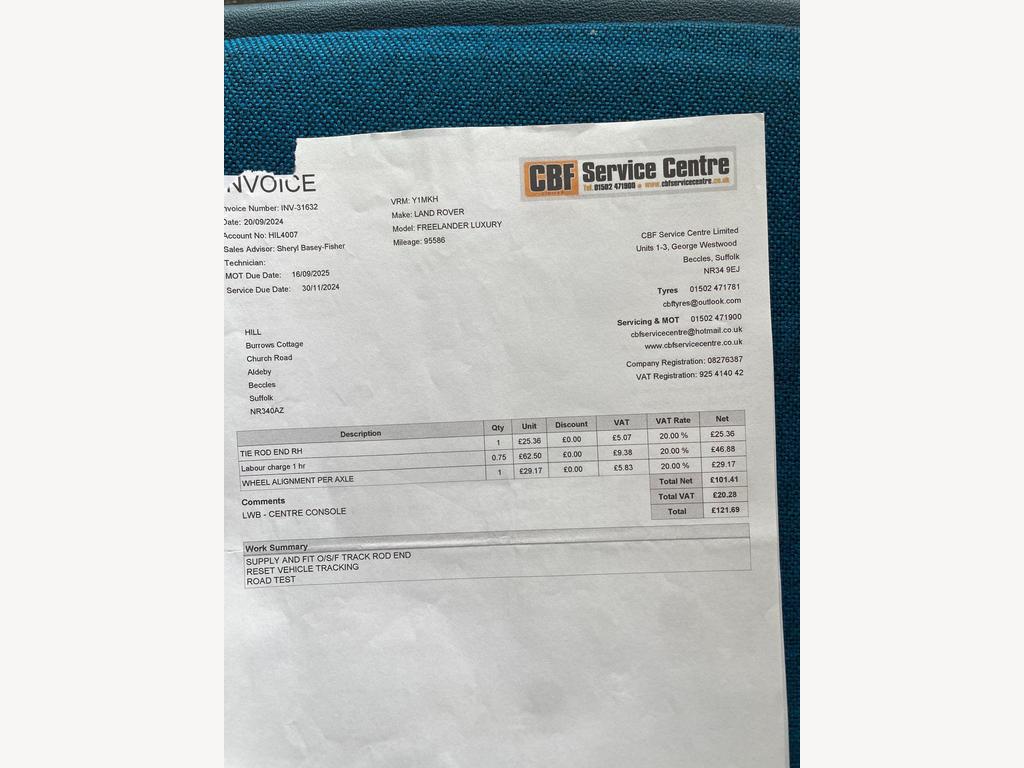 NVOICE
nvoice Number: INV-31632
Date: 20/09/2024
Account No: HIL4007
Sales Advisor: Sheryl Basey-Fisher
Technician:
MOT Due Date: 16/09/2025
Service Due Date: 30/11/2024
VRM: Y1MKH
Make: LAND ROVER
Model: FREELANDER LUXURY
Mileage: 95586
CBF Service Centre
Tel. 01502 471900 • www.cbfservicecentre.co.uk
CBF Service Centre Limited
Units 1-3, George Westwood
Beccles, Suffolk
NR34 9EJ
Tyres 01502 471781
cbftyres@outlook.com
Servicing & MOT 01502 471900
cbfservicecentre@hotmail.co.uk
www.cbfservicecentre.co.uk
Company Registration: 08276387
VAT Registration: 925 4140 42
HILL
Burrows Cottage
Church Road
Aldeby
Beccles
Suffolk
NR340AZ
Description Qty Unit Discount VAT VAT Rate Net
TIE ROD END RH 1 £25.36 £0.00 £5.07 20.00 % £25.36
Labour charge 1 hr 0.75 £62.50 £0.00 £9.38 20.00 % £46.88
WHEEL ALIGNMENT PER AXLE 1 £29.17 £0.00 £5.83 20.00 % £29.17
Total Net £101.41
Total VAT £20.28
Total £121.69
Comments
LWB - CENTRE CONSOLE
Work Summary
SUPPLY AND FIT O/S/F TRACK ROD END
RESET VEHICLE TRACKING
ROAD TEST